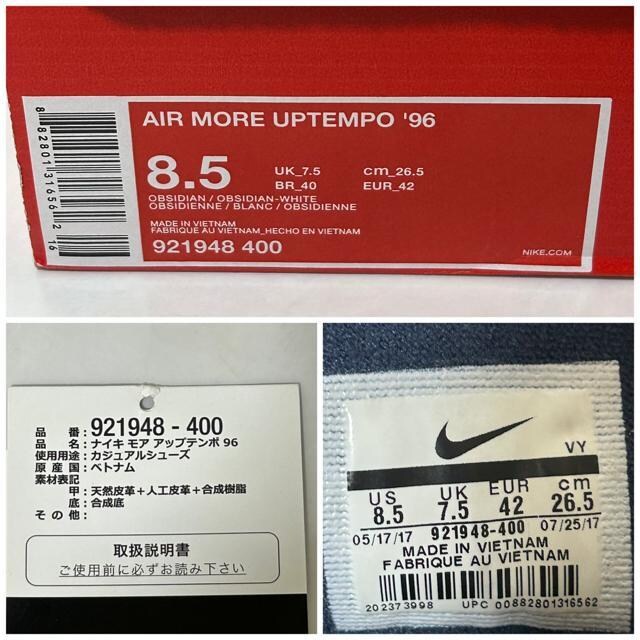 AIR MORE UPTEMPO '96
8.5 UK_7.5 cm_26.5
BR_40 EUR_42
OBSIDIAN / OBSIDIAN-WHITE
OBSIDIENNE / BLANC / OBSIDIENNE
MADE IN VIETNAM
FABRIQUE AU VIETNAM_HECHO EN VIETNAM
921948 400
NIKE.COM
8 82801 31656 2 16
品 番: 921948 - 400
品 名: ナイキ モア アップテンポ 96
使用用途: カジュアルシューズ
原 産 国: ベトナム
素材表記
甲: 天然皮革+人工皮革+合成樹脂
底: 合成底
そ の 他:
取扱説明書
ご使用前に必ずお読み下さい
VY
US UK EUR cm
8.5 7.5 42 26.5
05/17/17 921948-400 07/25/17
MADE IN VIETNAM
FABRIQUE AU VIETNAM
202373998 UPC 00882801316562